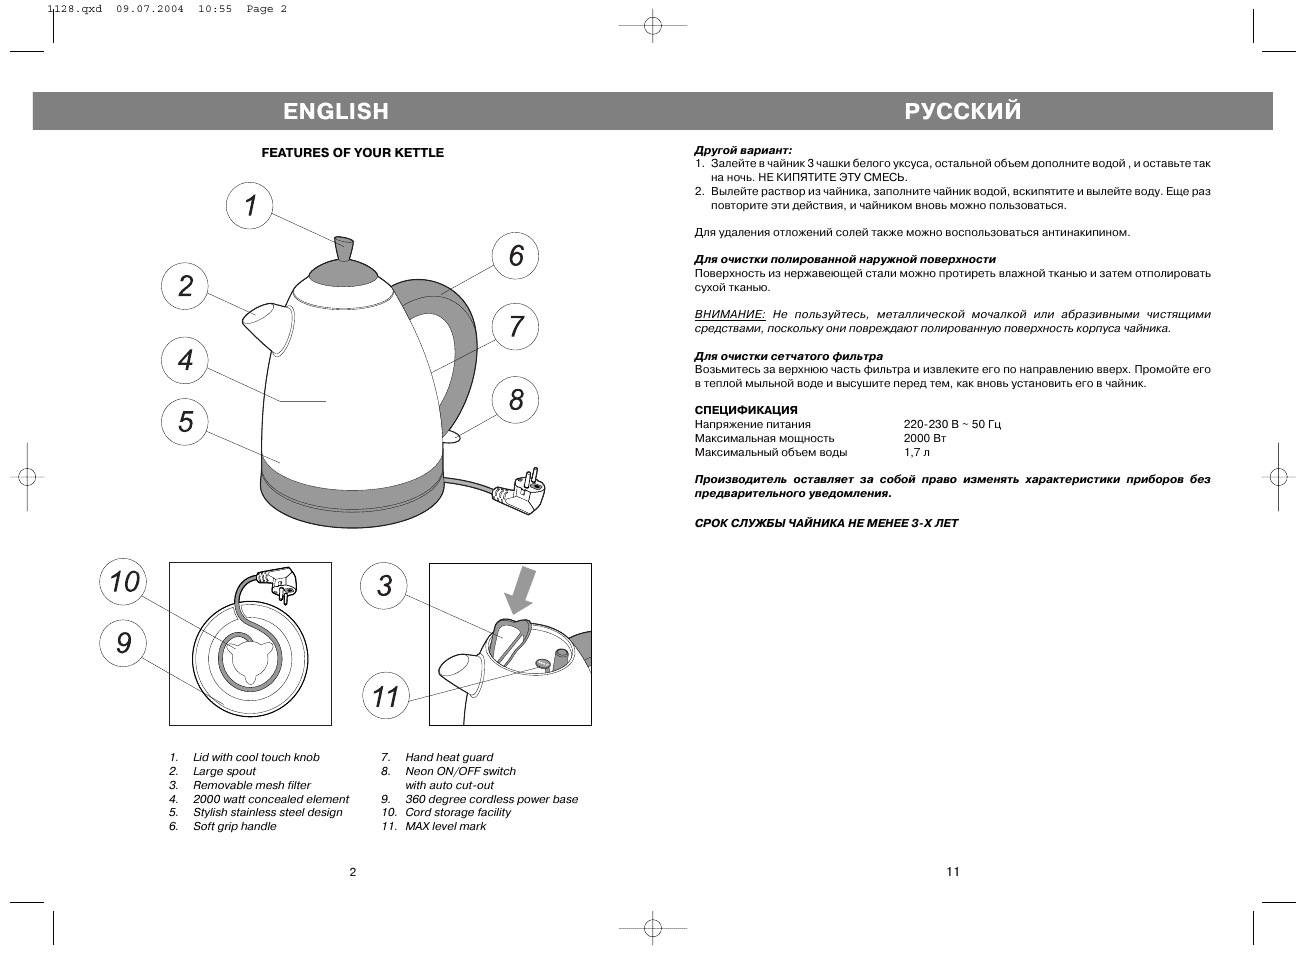 1128.qxd 09.07.2004 10:55 Page 2
ENGLISH
FEATURES OF YOUR KETTLE
1
2
6
7
4
8
5
10
3
9
11
1. Lid with cool touch knob
2. Large spout
3. Removable mesh filter
4. 2000 watt concealed element
5. Stylish stainless steel design
6. Soft grip handle
7. Hand heat guard
8. Neon ON/OFF switch
with auto cut-out
9. 360 degree cordless power base
10. Cord storage facility
11. MAX level mark
2
РУССКИЙ
Другой вариант:
1. Залейте в чайник 3 чашки белого уксуса, остальной объем дополните водой , и оставьте так
на ночь. НЕ КИПЯТИТЕ ЭТУ СМЕСЬ.
2. Вылейте раствор из чайника, заполните чайник водой, вскипятите и вылейте воду. Еще раз
повторите эти действия, и чайником вновь можно пользоваться.
Для удаления отложений солей также можно воспользоваться антинакипином.
Для очистки полированной наружной поверхности
Поверхность из нержавеющей стали можно протиреть влажной тканью и затем отполировать
сухой тканью.
ВНИМАНИЕ: Не пользуйтесь, металлической мочалкой или абразивными чистящими
средствами, поскольку они повреждают полированную поверхность корпуса чайника.
Для очистки сетчатого фильтра
Возьмитесь за верхнюю часть фильтра и извлеките его по направлению вверх. Промойте его
в теплой мыльной воде и высушите перед тем, как вновь установить его в чайник.
СПЕЦИФИКАЦИЯ
Напряжение питания 220-230 В ~ 50 Гц
Максимальная мощность 2000 Вт
Максимальный объем воды 1,7 л
Производитель оставляет за собой право изменять характеристики приборов без
предварительного уведомления.
СРОК СЛУЖБЫ ЧАЙНИКА НЕ МЕНЕЕ 3-Х ЛЕТ
11